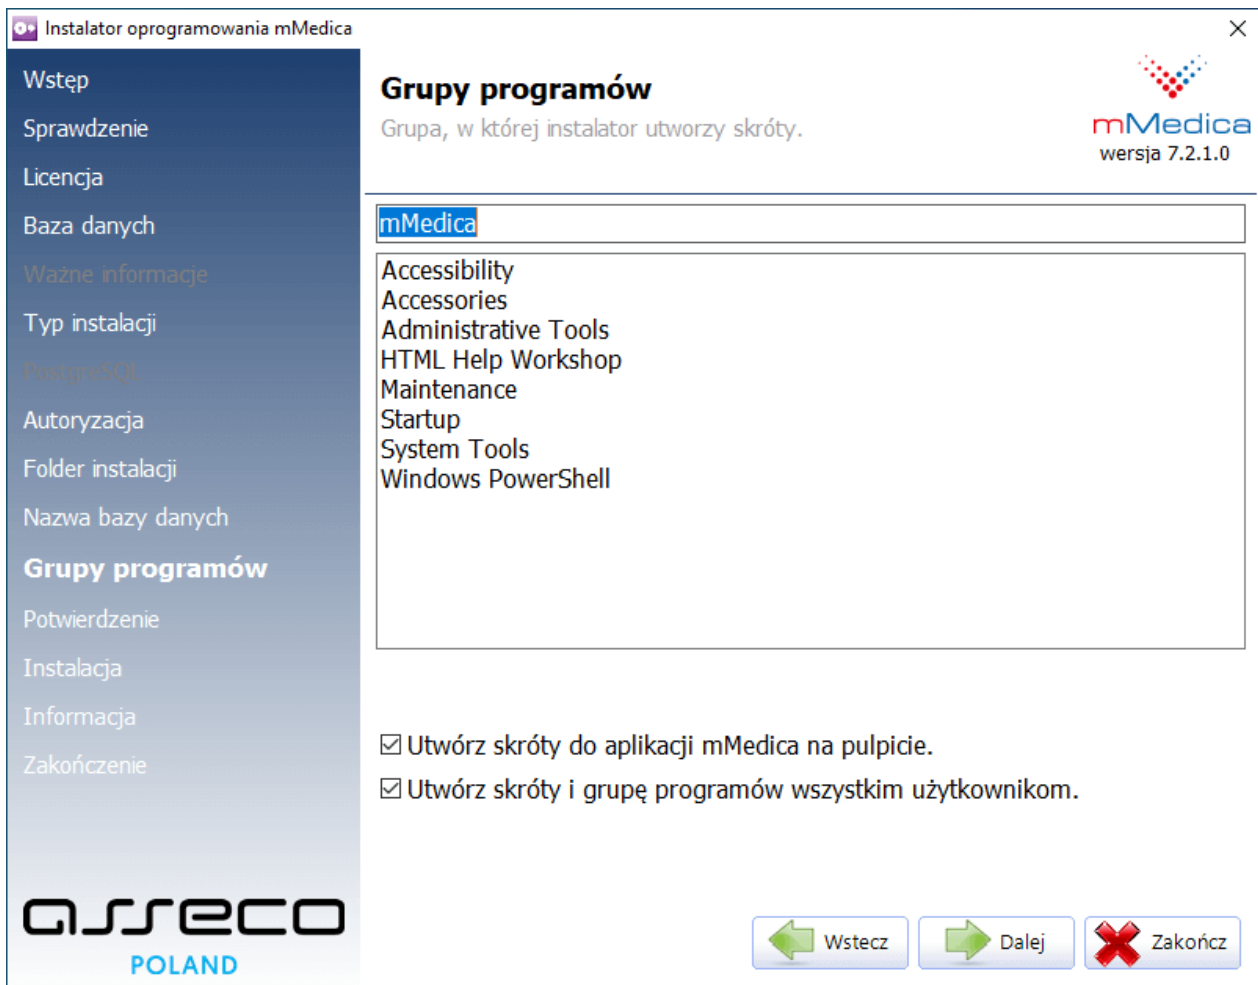 Instalator oprogramowania mMedica
Wstęp
Sprawdzenie
Licencja
Baza danych
Ważne informacje
Typ instalacji
PostgreSQL
Autoryzacja
Folder instalacji
Nazwa bazy danych
Grupy programów
Potwierdzenie
Instalacja
Informacja
Zakończenie
asseco
POLAND
Grupy programów
Grupa, w której instalator utworzy skróty.
mMedica
wersja 7.2.1.0
mMedica
Accessibility
Accessories
Administrative Tools
HTML Help Workshop
Maintenance
Startup
System Tools
Windows PowerShell
Utwórz skróty do aplikacji mMedica na pulpicie.
Utwórz skróty i grupę programów wszystkim użytkownikom.
Wstecz
Dalej
Zakończ